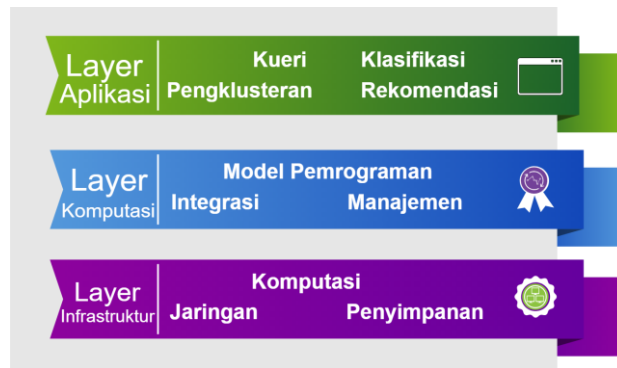 Layer
Aplikasi
Kueri Klasifikasi
Pengklusteran Rekomendasi
Layer
Komputasi
Model Pemrograman
Integrasi Manajemen
Layer
Infrastruktur
Komputasi
Jaringan Penyimpanan